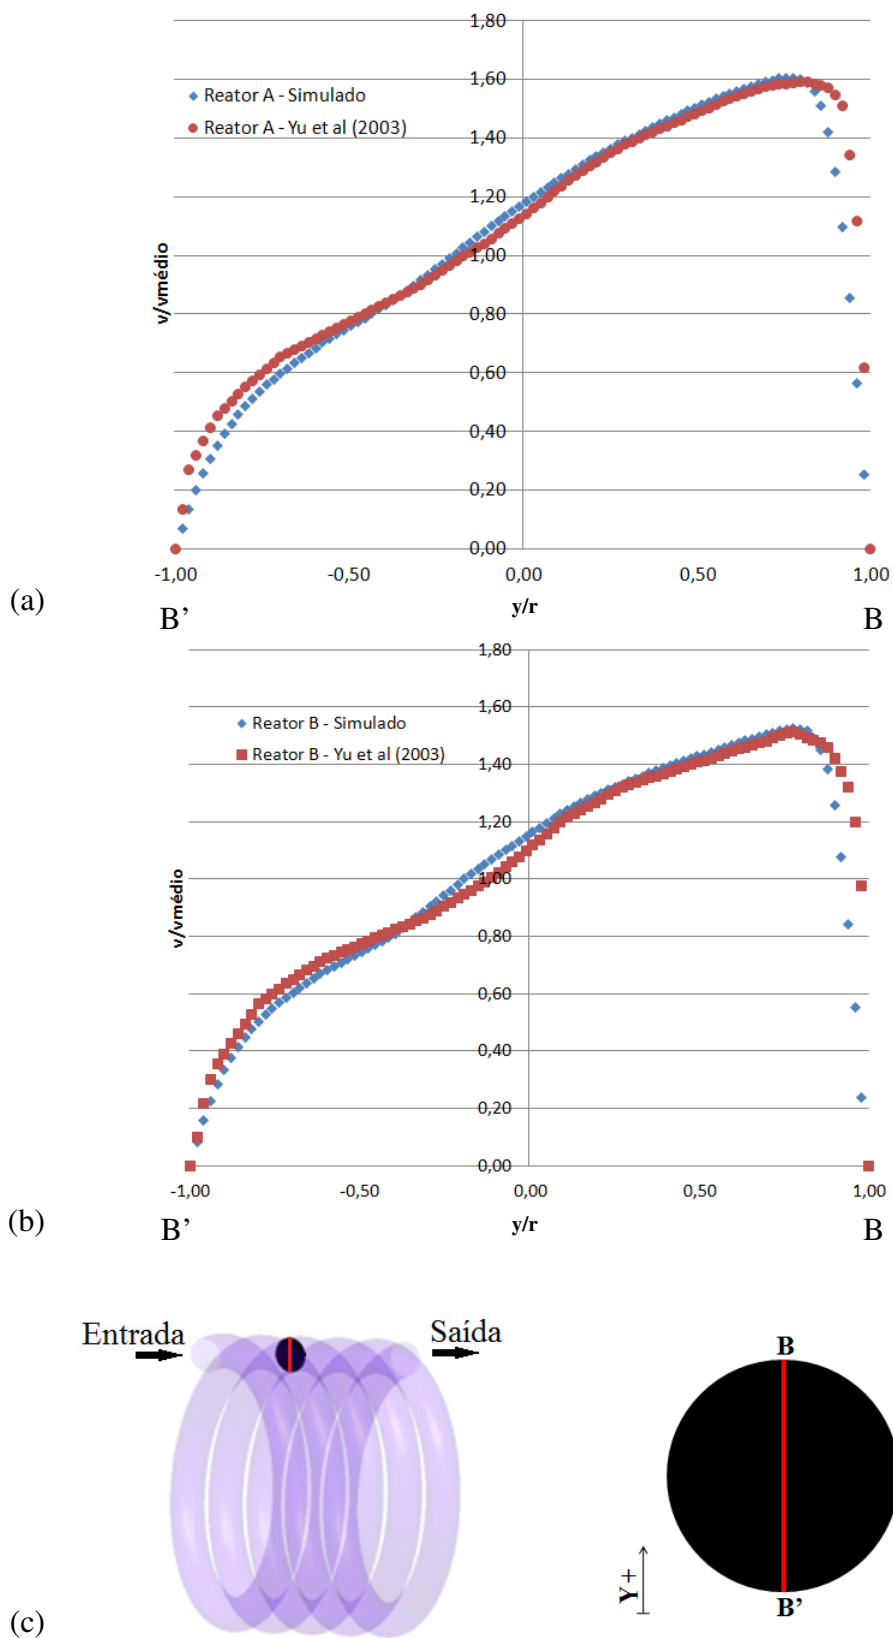 1,80
1,60
Reator A - Simulado
Reator A - Yu et al (2003)
1,40
1,20
1,00
v/vmédio
0,80
0,60
0,40
0,20
0,00
-1,00 -0,50 0,00 0,50 1,00
(a)
B’ y/r B
1,80
1,60
Reator B - Simulado
Reator B - Yu et al (2003)
1,40
1,20
1,00
v/vmédio
0,80
0,60
0,40
0,20
0,00
-1,00 -0,50 0,00 0,50 1,00
(b)
B’ y/r B
Entrada Saída
B
Y+
B'
(c)